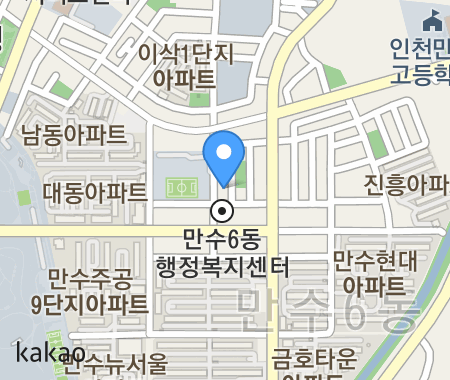 이삭1단지
아파트
인천만
고등학
남동아파트
대동아파트
진흥아파
만수6동
행정복지센터
만수현대
아파트
만수주공
9단지아파트
만수6동
kakao
만수뉴서울
금호타운